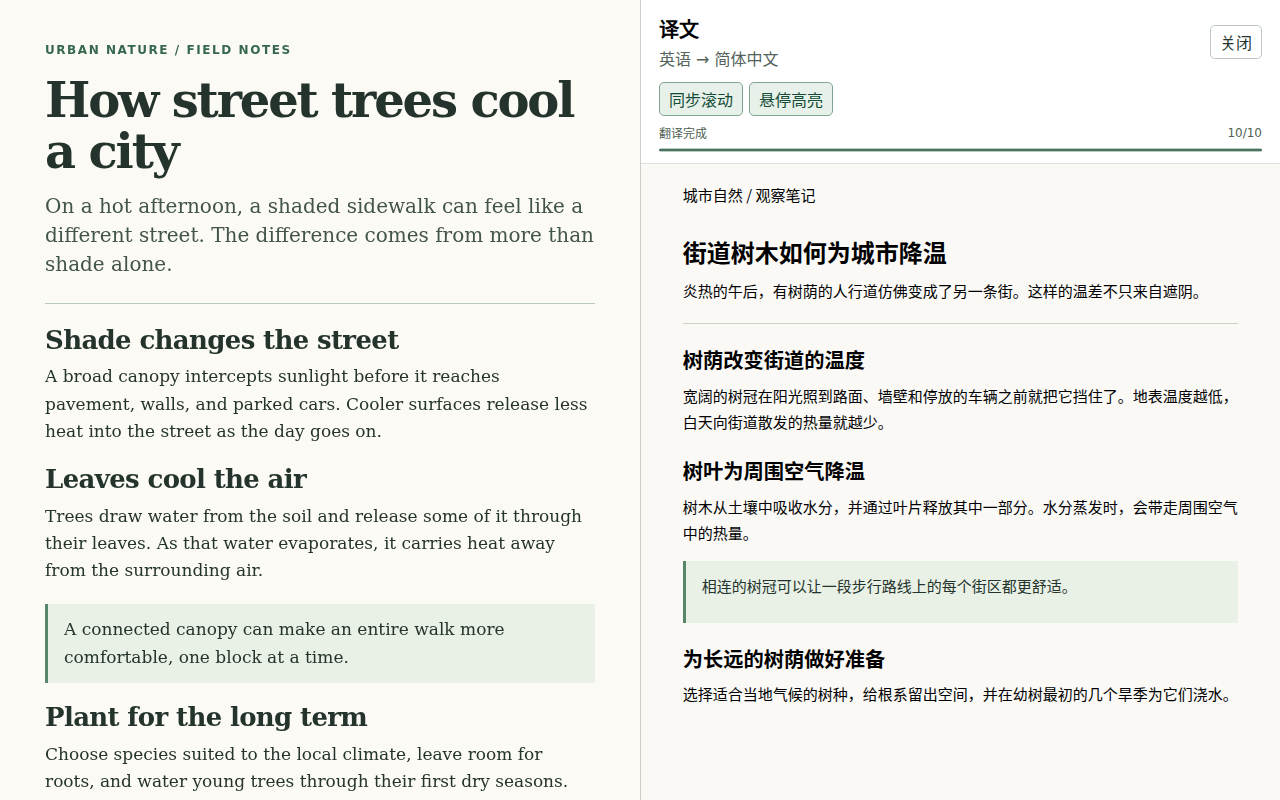 URBAN NATURE / FIELD NOTES
How street trees cool
a city
On a hot afternoon, a shaded sidewalk can feel like a
different street. The difference comes from more than
shade alone.
Shade changes the street
A broad canopy intercepts sunlight before it reaches
pavement, walls, and parked cars. Cooler surfaces release less
heat into the street as the day goes on.
Leaves cool the air
Trees draw water from the soil and release some of it through
their leaves. As that water evaporates, it carries heat away
from the surrounding air.
A connected canopy can make an entire walk more
comfortable, one block at a time.
Plant for the long term
Choose species suited to the local climate, leave room for
roots, and water young trees through their first dry seasons.
译文
英语 → 简体中文
关闭
同步滚动 悬停高亮
翻译完成 10/10
城市自然 / 观察笔记
街道树木如何为城市降温
炎热的午后，有树荫的人行道仿佛变成了另一条街。这样的温差不只来自遮阴。
树荫改变街道的温度
宽阔的树冠在阳光照到路面、墙壁和停放的车辆之前就把它挡住了。地表温度越低，
白天向街道散发的热量就越少。
树叶为周围空气降温
树木从土壤中吸收水分，并通过叶片释放其中一部分。水分蒸发时，会带走周围空气
中的热量。
相连的树冠可以让一段步行路线上的每个街区都更舒适。
为长远的树荫做好准备
选择适合当地气候的树种，给根系留出空间，并在幼树最初的几个旱季为它们浇水。